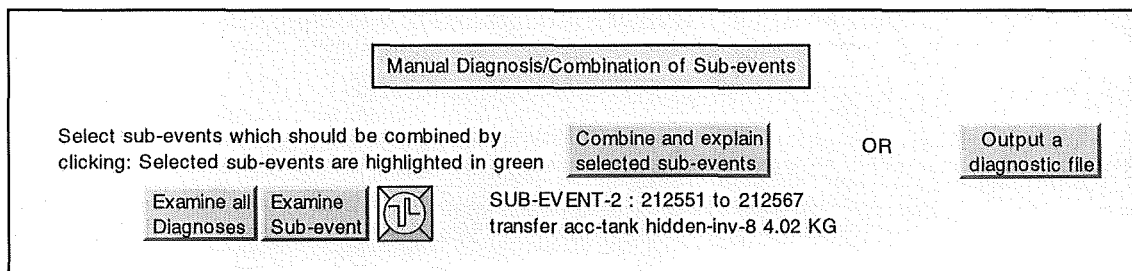 Manual Diagnosis/Combination of Sub-events
Select sub-events which should be combined by
clicking: Selected sub-events are highlighted in green
Combine and explain
selected sub-events
OR
Output a
diagnostic file
Examine all
Diagnoses
Examine
Sub-event
SUB-EVENT-2 : 212551 to 212567
transfer acc-tank hidden-inv-8 4.02 KG